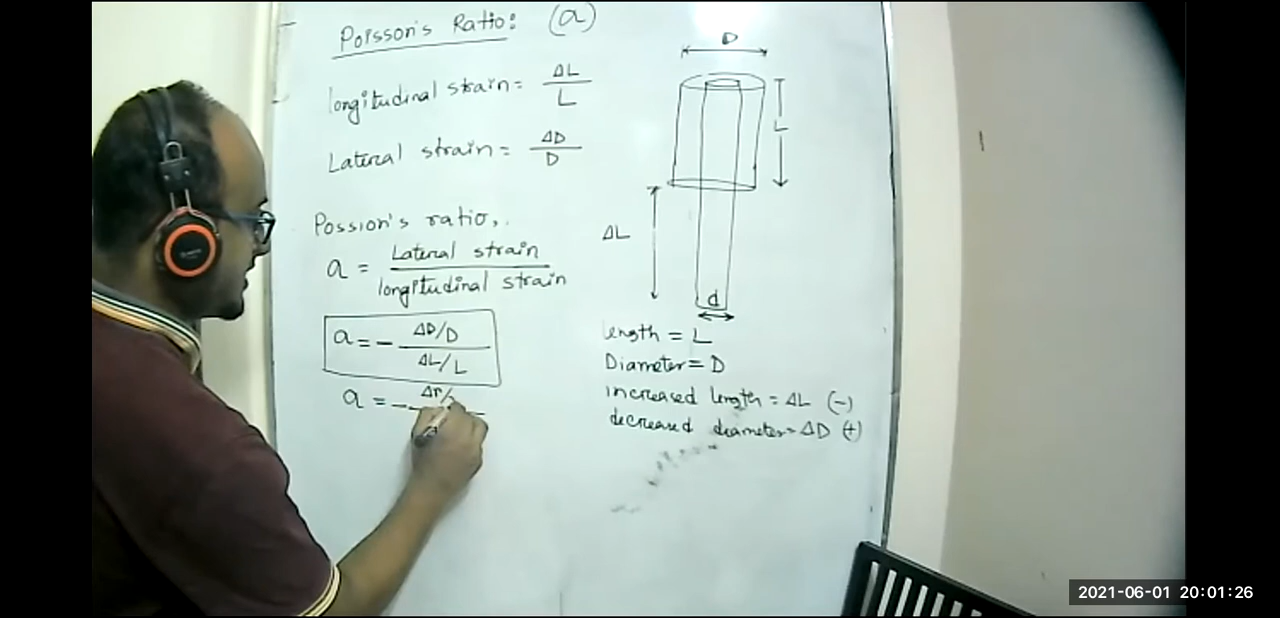 Poisson's Ratio: (a)
longitudinal strain = ΔL/L
Lateral strain = ΔD/D
Possion's ratio,
a = Lateral strain / longitudinal strain
a = - ΔD/D / ΔL/L
a = - Δr/
D
L
ΔL
d
length = L
Diameter = D
increased length = ΔL (-)
decreased diameter = ΔD (+)
2021-06-01 20:01:26